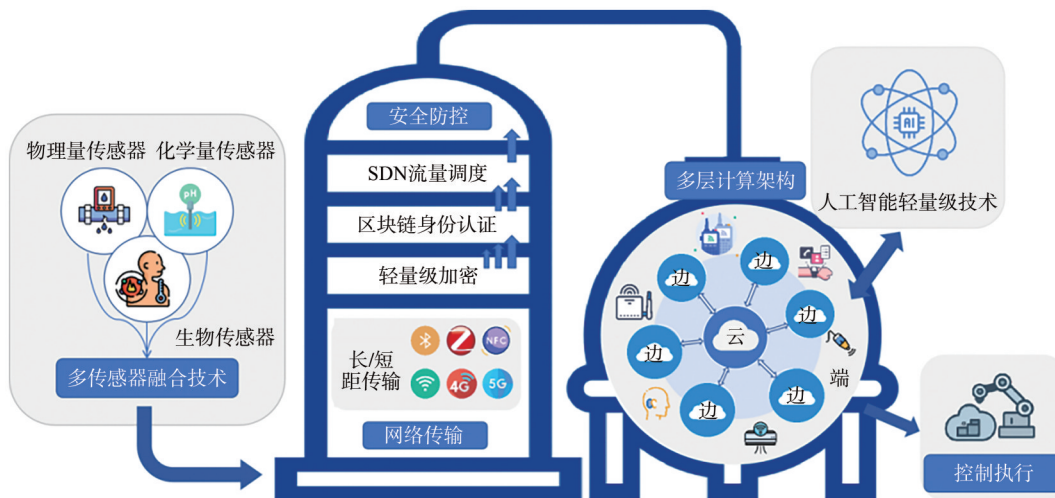 物理量传感器
化学量传感器
pH
生物传感器
多传感器融合技术
安全防控
SDN流量调度
区块链身份认证
轻量级加密
长/短
距传输
NFC
4G
5G
网络传输
多层计算架构
边
边
边
边
云
边
边
边
端
AI
人工智能轻量级技术
控制执行